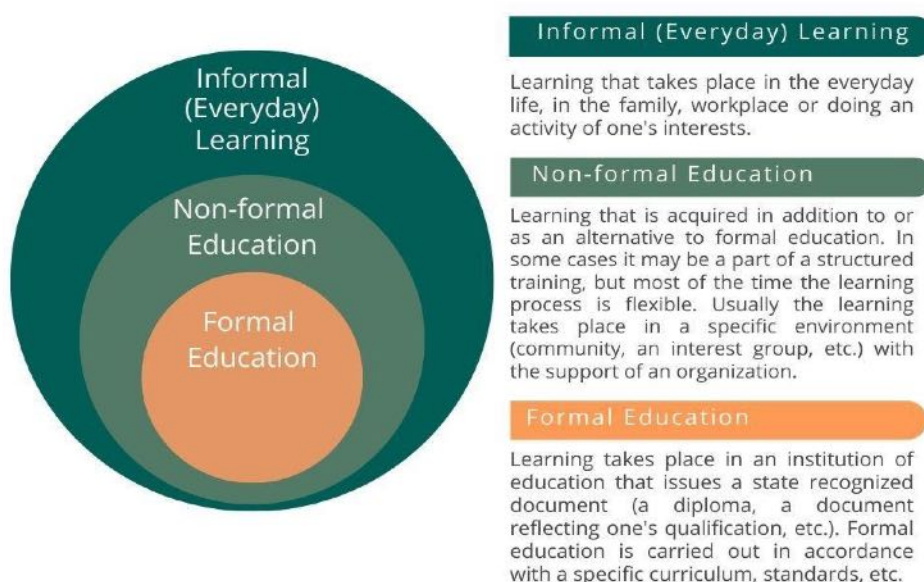 Informal
(Everyday)
Learning
Non-formal
Education
Formal
Education
Informal (Everyday) Learning
Learning that takes place in the everyday
life, in the family, workplace or doing an
activity of one's interests.
Non-formal Education
Learning that is acquired in addition to or
as an alternative to formal education. In
some cases it may be a part of a structured
training, but most of the time the learning
process is flexible. Usually the learning
takes place in a specific environment
(community, an interest group, etc.) with
the support of an organization.
Formal Education
Learning takes place in an institution of
education that issues a state recognized
document (a diploma, a document
reflecting one's qualification, etc.). Formal
education is carried out in accordance
with a specific curriculum, standards, etc.